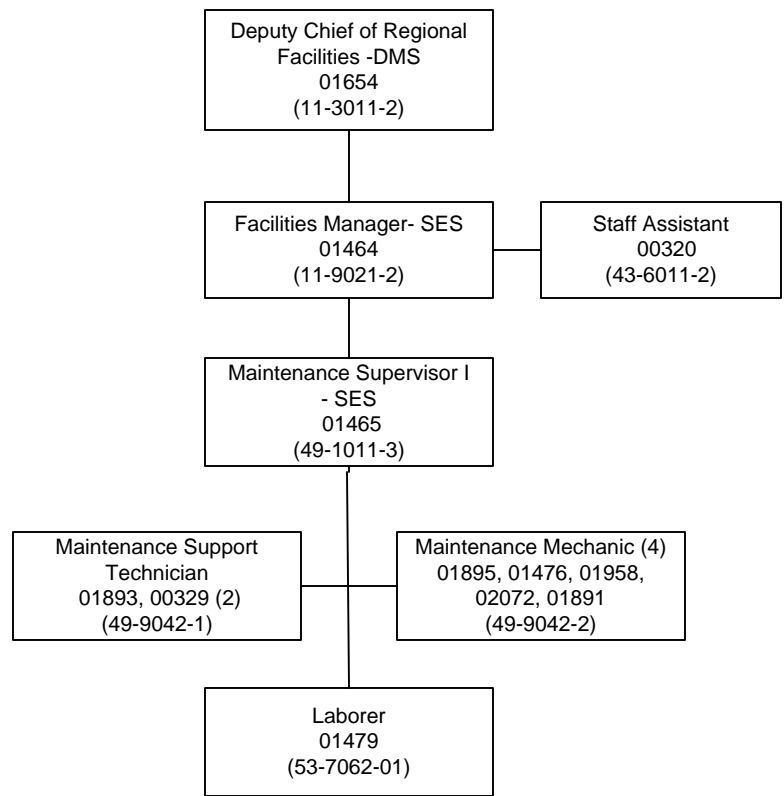 Deputy Chief of Regional
Facilities -DMS
01654
(11-3011-2)
Facilities Manager- SES
01464
(11-9021-2)
Staff Assistant
00320
(43-6011-2)
Maintenance Supervisor I
- SES
01465
(49-1011-3)
Maintenance Support
Technician
01893, 00329 (2)
(49-9042-1)
Maintenance Mechanic (4)
01895, 01476, 01958,
02072, 01891
(49-9042-2)
Laborer
01479
(53-7062-01)